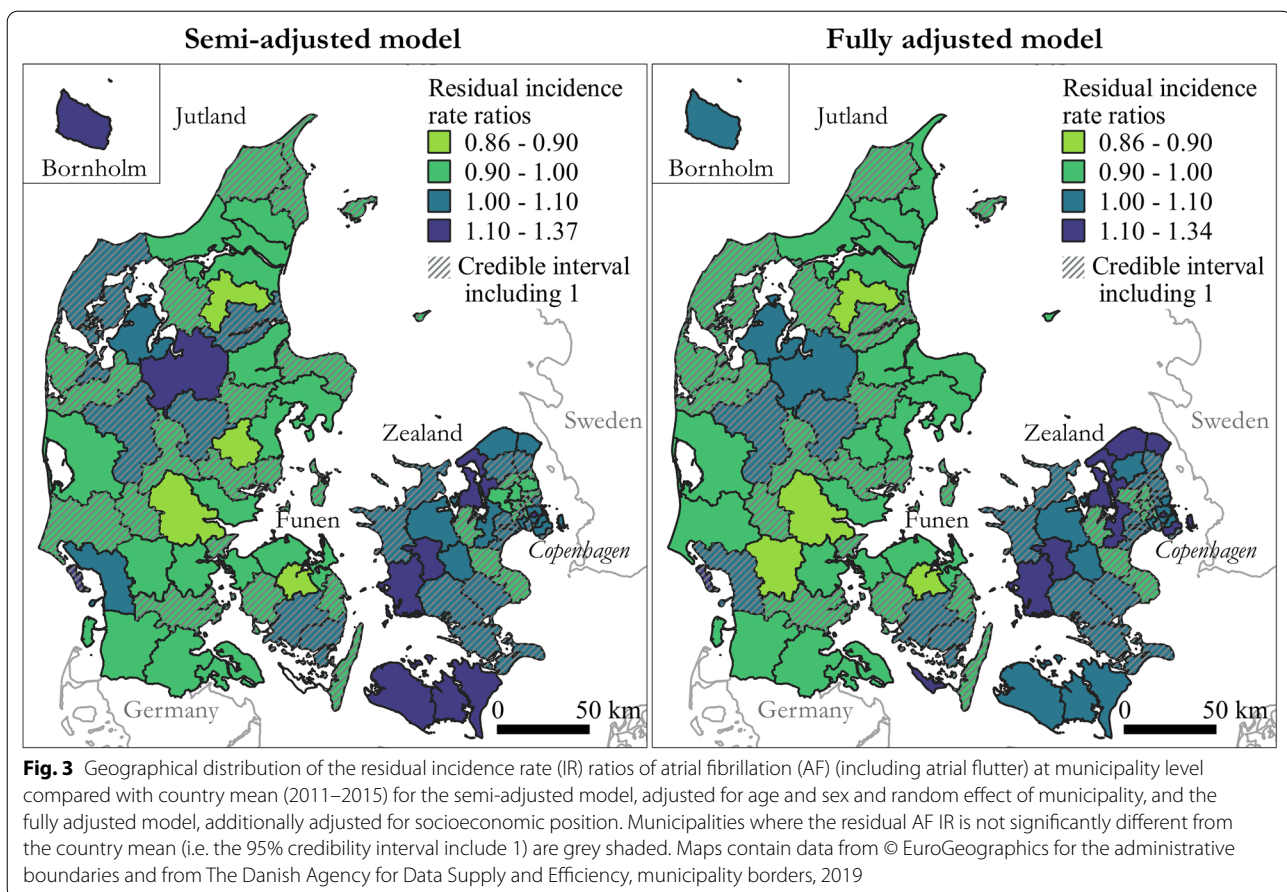 Semi-adjusted model
Bornholm
Jutland
Residual incidence
rate ratios
0.86 - 0.90
0.90 - 1.00
1.00 - 1.10
1.10 - 1.37
Credible interval
including 1
Sweden
Zealand
Funen
Copenhagen
Germany
0 50 km
Fully adjusted model
Bornholm
Jutland
Residual incidence
rate ratios
0.86 - 0.90
0.90 - 1.00
1.00 - 1.10
1.10 - 1.34
Credible interval
including 1
Sweden
Zealand
Funen
Copenhagen
Germany
0 50 km
Fig. 3 Geographical distribution of the residual incidence rate (IR) ratios of atrial fibrillation (AF) (including atrial flutter) at municipality level
compared with country mean (2011–2015) for the semi-adjusted model, adjusted for age and sex and random effect of municipality, and the
fully adjusted model, additionally adjusted for socioeconomic position. Municipalities where the residual AF IR is not significantly different from
the country mean (i.e. the 95% credibility interval include 1) are grey shaded. Maps contain data from © EuroGeographics for the administrative
boundaries and from The Danish Agency for Data Supply and Efficiency, municipality borders, 2019